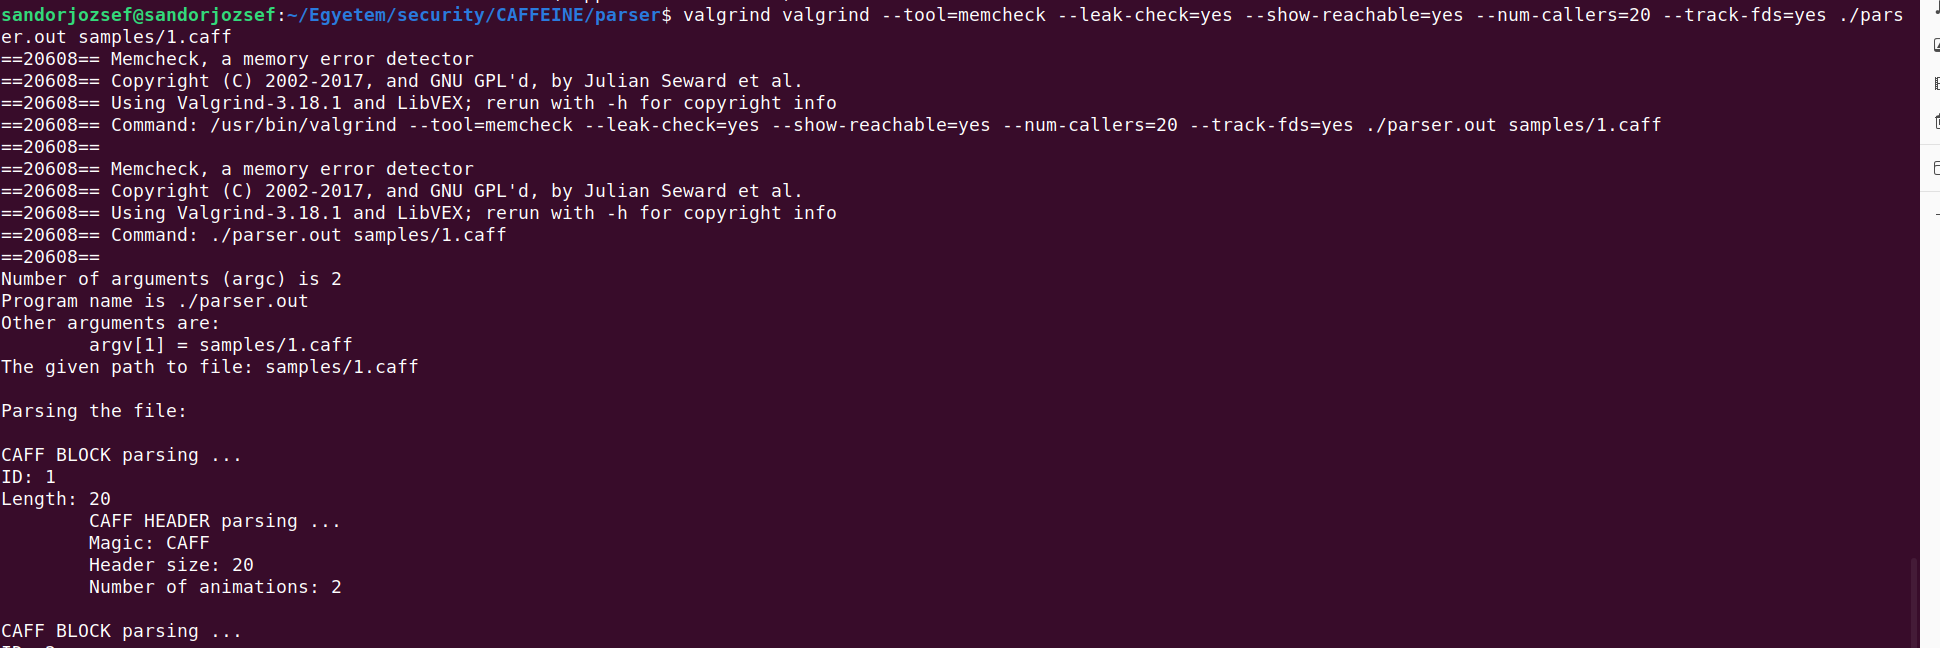 sandorjozsef@sandorjozsef:~/Egyetem/security/CAFFEINE/parser$ valgrind valgrind --tool=memcheck --leak-check=yes --show-reachable=yes --num-callers=20 --track-fds=yes ./pars
er.out samples/1.caff
==20608== Memcheck, a memory error detector
==20608== Copyright (C) 2002-2017, and GNU GPL'd, by Julian Seward et al.
==20608== Using Valgrind-3.18.1 and LibVEX; rerun with -h for copyright info
==20608== Command: /usr/bin/valgrind --tool=memcheck --leak-check=yes --show-reachable=yes --num-callers=20 --track-fds=yes ./parser.out samples/1.caff
==20608==
==20608== Memcheck, a memory error detector
==20608== Copyright (C) 2002-2017, and GNU GPL'd, by Julian Seward et al.
==20608== Using Valgrind-3.18.1 and LibVEX; rerun with -h for copyright info
==20608== Command: ./parser.out samples/1.caff
==20608==
Number of arguments (argc) is 2
Program name is ./parser.out
Other arguments are:
argv[1] = samples/1.caff
The given path to file: samples/1.caff
Parsing the file:
CAFF BLOCK parsing ...
ID: 1
Length: 20
CAFF HEADER parsing ...
Magic: CAFF
Header size: 20
Number of animations: 2
CAFF BLOCK parsing ...